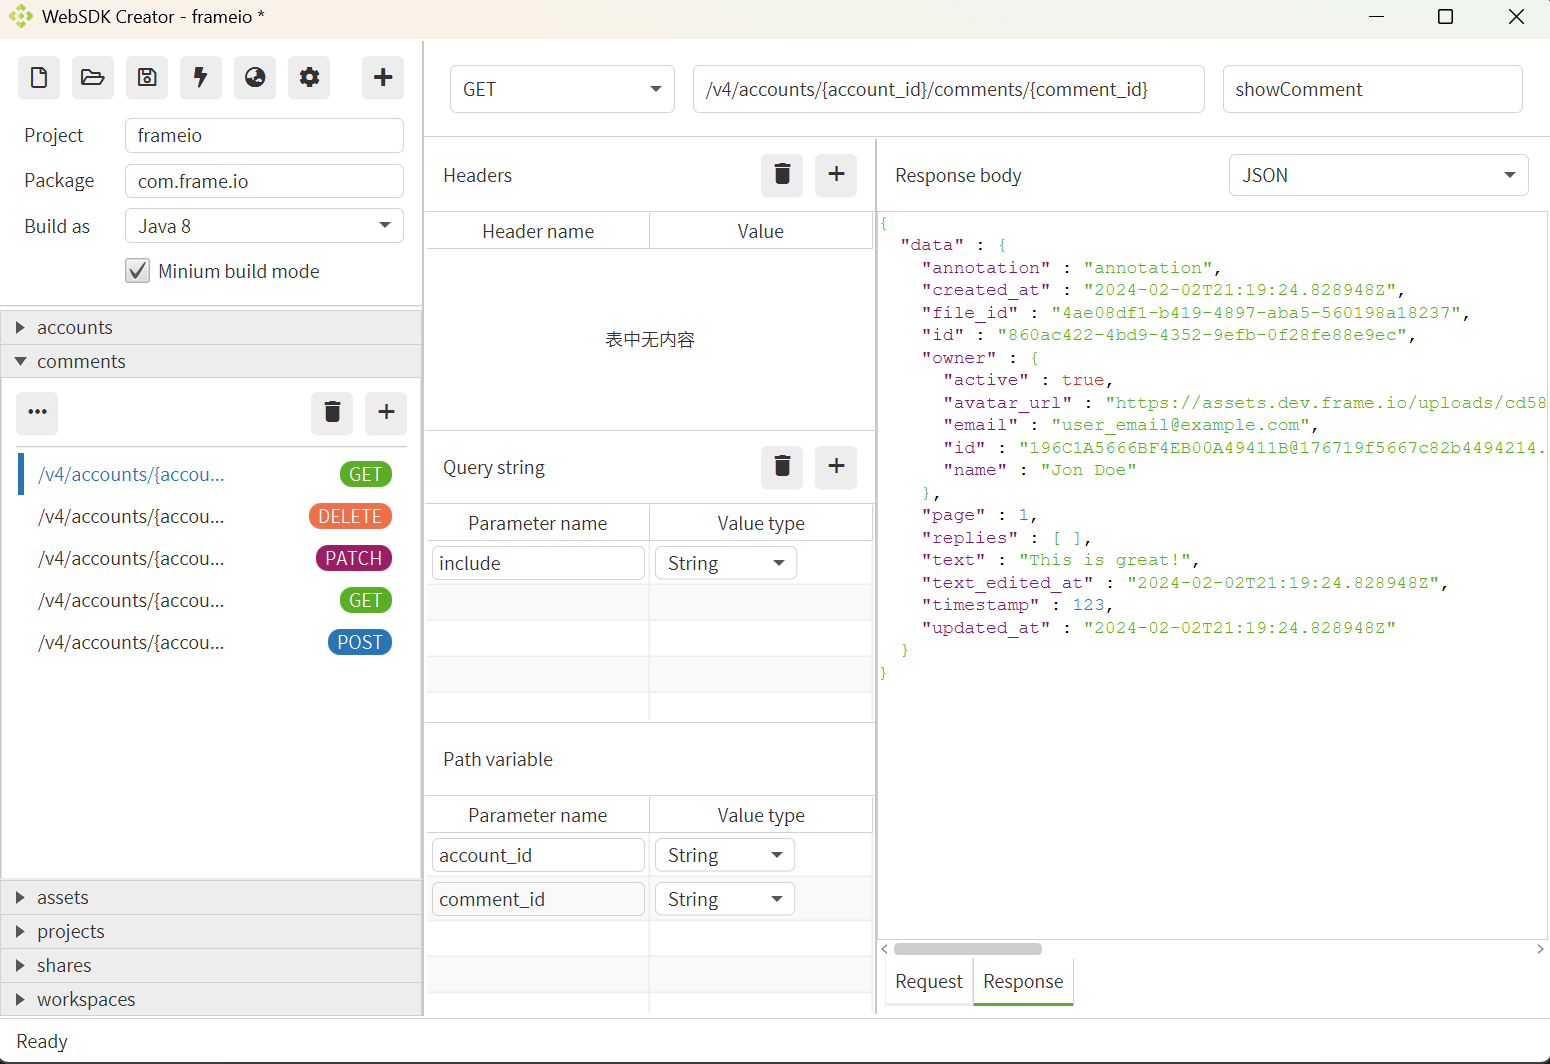 WebSDK Creator - frameio *
Project
frameio
Package
com.frame.io
Build as
Java 8
Minium build mode
accounts
comments
/v4/accounts/{accou...
GET
/v4/accounts/{accou...
DELETE
/v4/accounts/{accou...
PATCH
/v4/accounts/{accou...
GET
/v4/accounts/{accou...
POST
assets
projects
shares
workspaces
GET
/v4/accounts/{account_id}/comments/{comment_id}
showComment
Headers
Header name
Value
表中无内容
Query string
Parameter name
Value type
include
String
Path variable
Parameter name
Value type
account_id
String
comment_id
String
Response body
JSON
{
"data" : {
"annotation" : "annotation",
"created_at" : "2024-02-02T21:19:24.828948Z",
"file_id" : "4ae08df1-b419-4897-aba5-560198a18237",
"id" : "860ac422-4bd9-4352-9efb-0f28fe88e9ec",
"owner" : {
"active" : true,
"avatar_url" : "https://assets.dev.frame.io/uploads/cd58
"email" : "user_email@example.com",
"id" : "196C1A5666BF4EB00A49411B@176719f5667c82b4494214.
"name" : "Jon Doe"
},
"page" : 1,
"replies" : [ ],
"text" : "This is great!",
"text_edited_at" : "2024-02-02T21:19:24.828948Z",
"timestamp" : 123,
"updated_at" : "2024-02-02T21:19:24.828948Z"
}
}
Request
Response
Ready